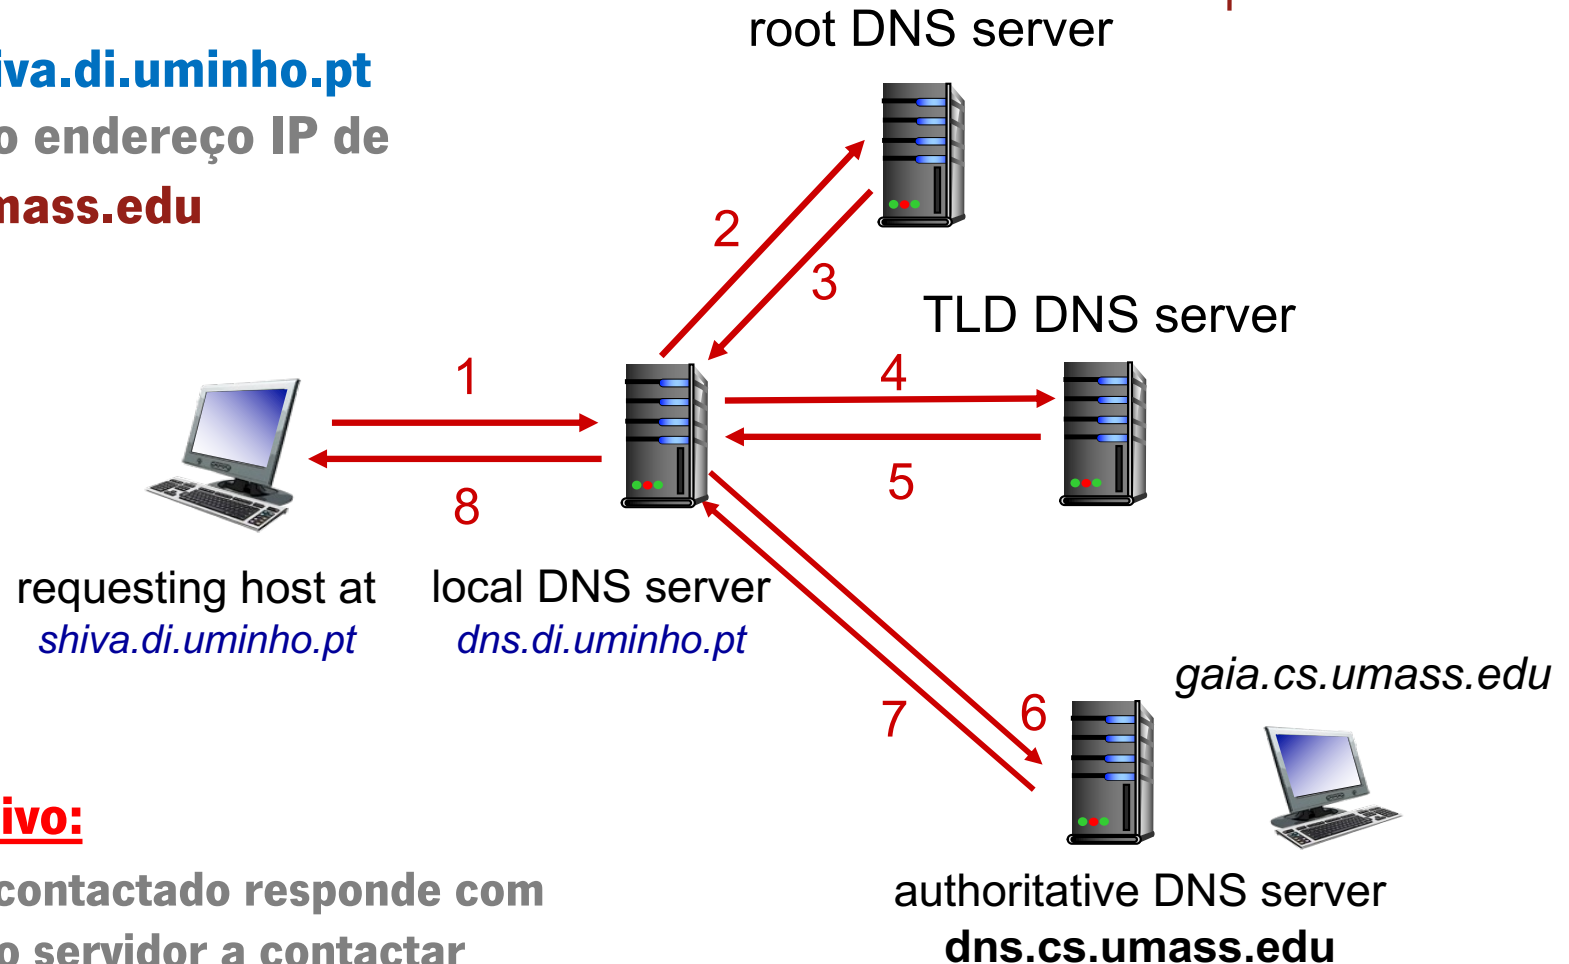 root DNS server
iva.di.uminho.pt
o endereço IP de
mass.edu
2
3
TLD DNS server
1
4
5
8
requesting host at
shiva.di.uminho.pt
local DNS server
dns.di.uminho.pt
gaia.cs.umass.edu
6
7
ivo:
contactado responde com
o servidor a contactar
authoritative DNS server
dns.cs.umass.edu